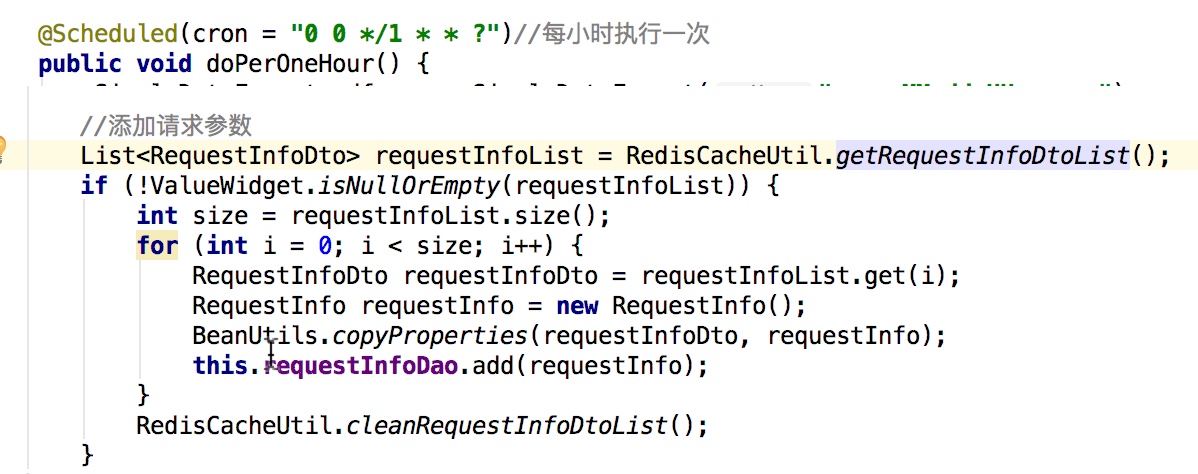 @Scheduled(cron = "0 0 */1 * * ?")//每小时执行一次
public void doPerOneHour() {
//添加请求参数
List<RequestInfoDto> requestInfoList = RedisCacheUtil.getRequestInfoDtoList();
if (!ValueWidget.isNullOrEmpty(requestInfoList)) {
int size = requestInfoList.size();
for (int i = 0; i < size; i++) {
RequestInfoDto requestInfoDto = requestInfoList.get(i);
RequestInfo requestInfo = new RequestInfo();
BeanUtils.copyProperties(requestInfoDto, requestInfo);
this.requestInfoDao.add(requestInfo);
}
RedisCacheUtil.cleanRequestInfoDtoList();
}